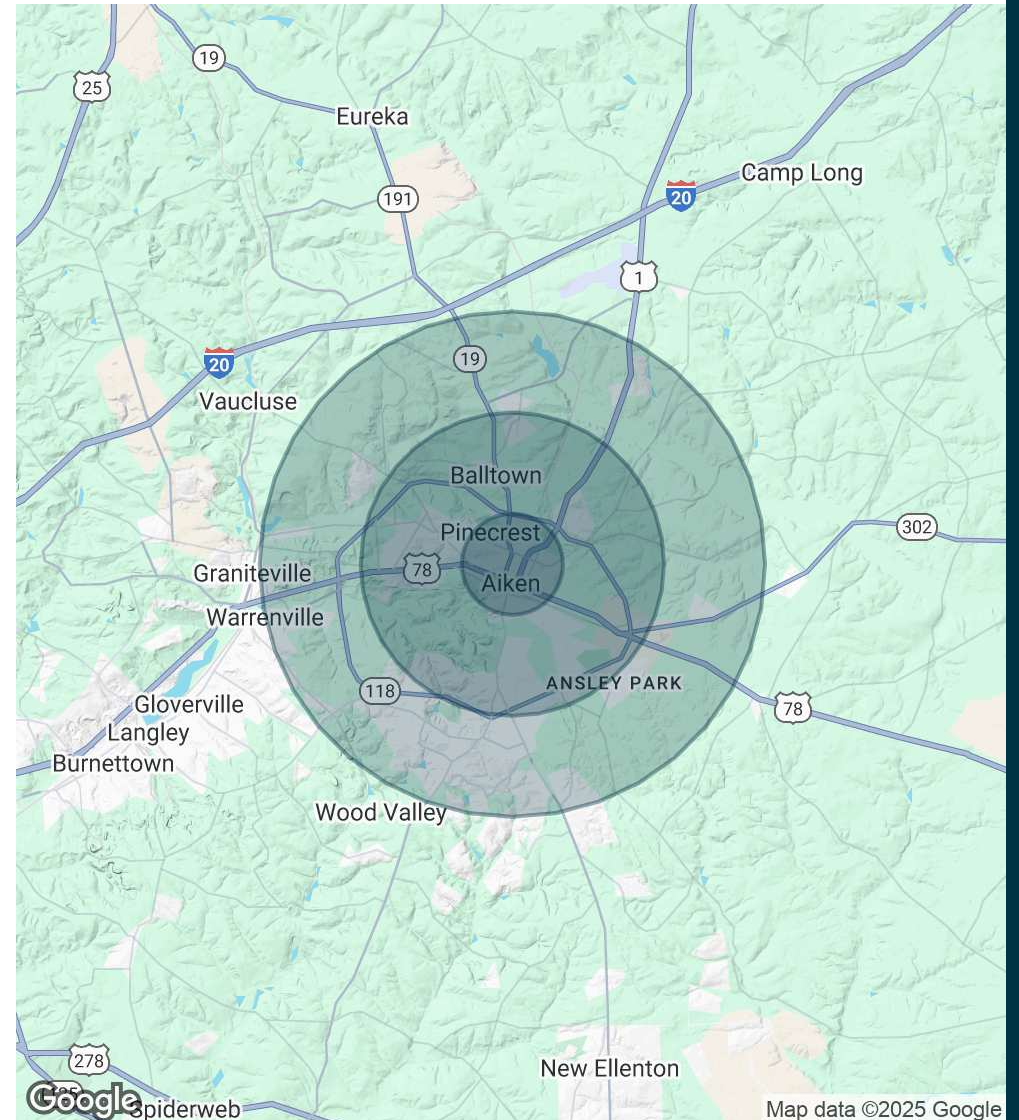 19
25
Eureka
Camp Long
20
191
1
19
20
Vaucluse
Balltown
302
Pinecrest
78
Graniteville
Aiken
Warrenville
ANSLEY PARK
118
Gloverville
78
Langley
Burnettown
Wood Valley
278
New Ellenton
Google
Spiderweb
Map data ©2025 Google